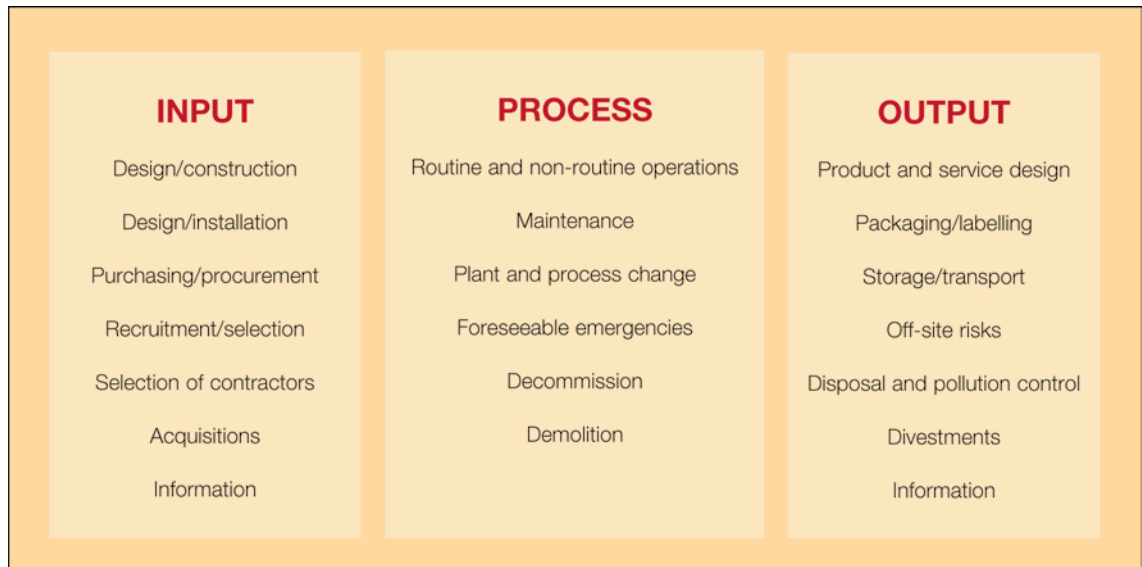 INPUT
Design/construction
Design/installation
Purchasing/procurement
Recruitment/selection
Selection of contractors
Acquisitions
Information
PROCESS
Routine and non-routine operations
Maintenance
Plant and process change
Foreseeable emergencies
Decommission
Demolition
OUTPUT
Product and service design
Packaging/labelling
Storage/transport
Off-site risks
Disposal and pollution control
Divestments
Information